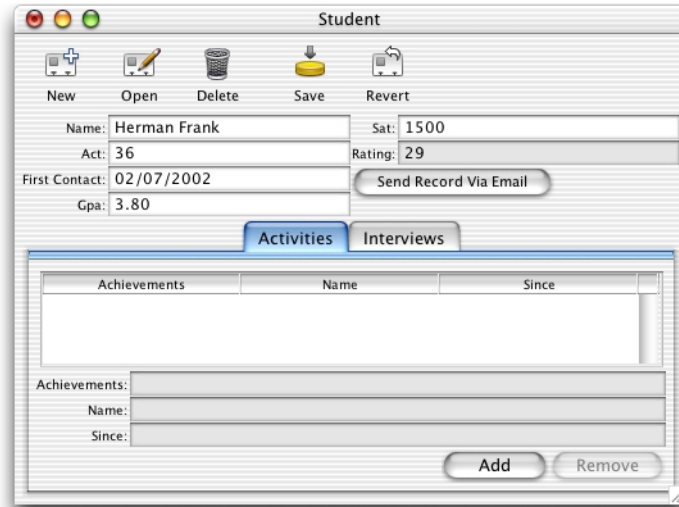 Student
New Open Delete Save Revert
Name: Herman Frank Sat: 1500
Act: 36 Rating: 29
First Contact: 02/07/2002 Send Record Via Email
Gpa: 3.80
Activities Interviews
Achievements Name Since
Achievements:
Name:
Since:
Add Remove